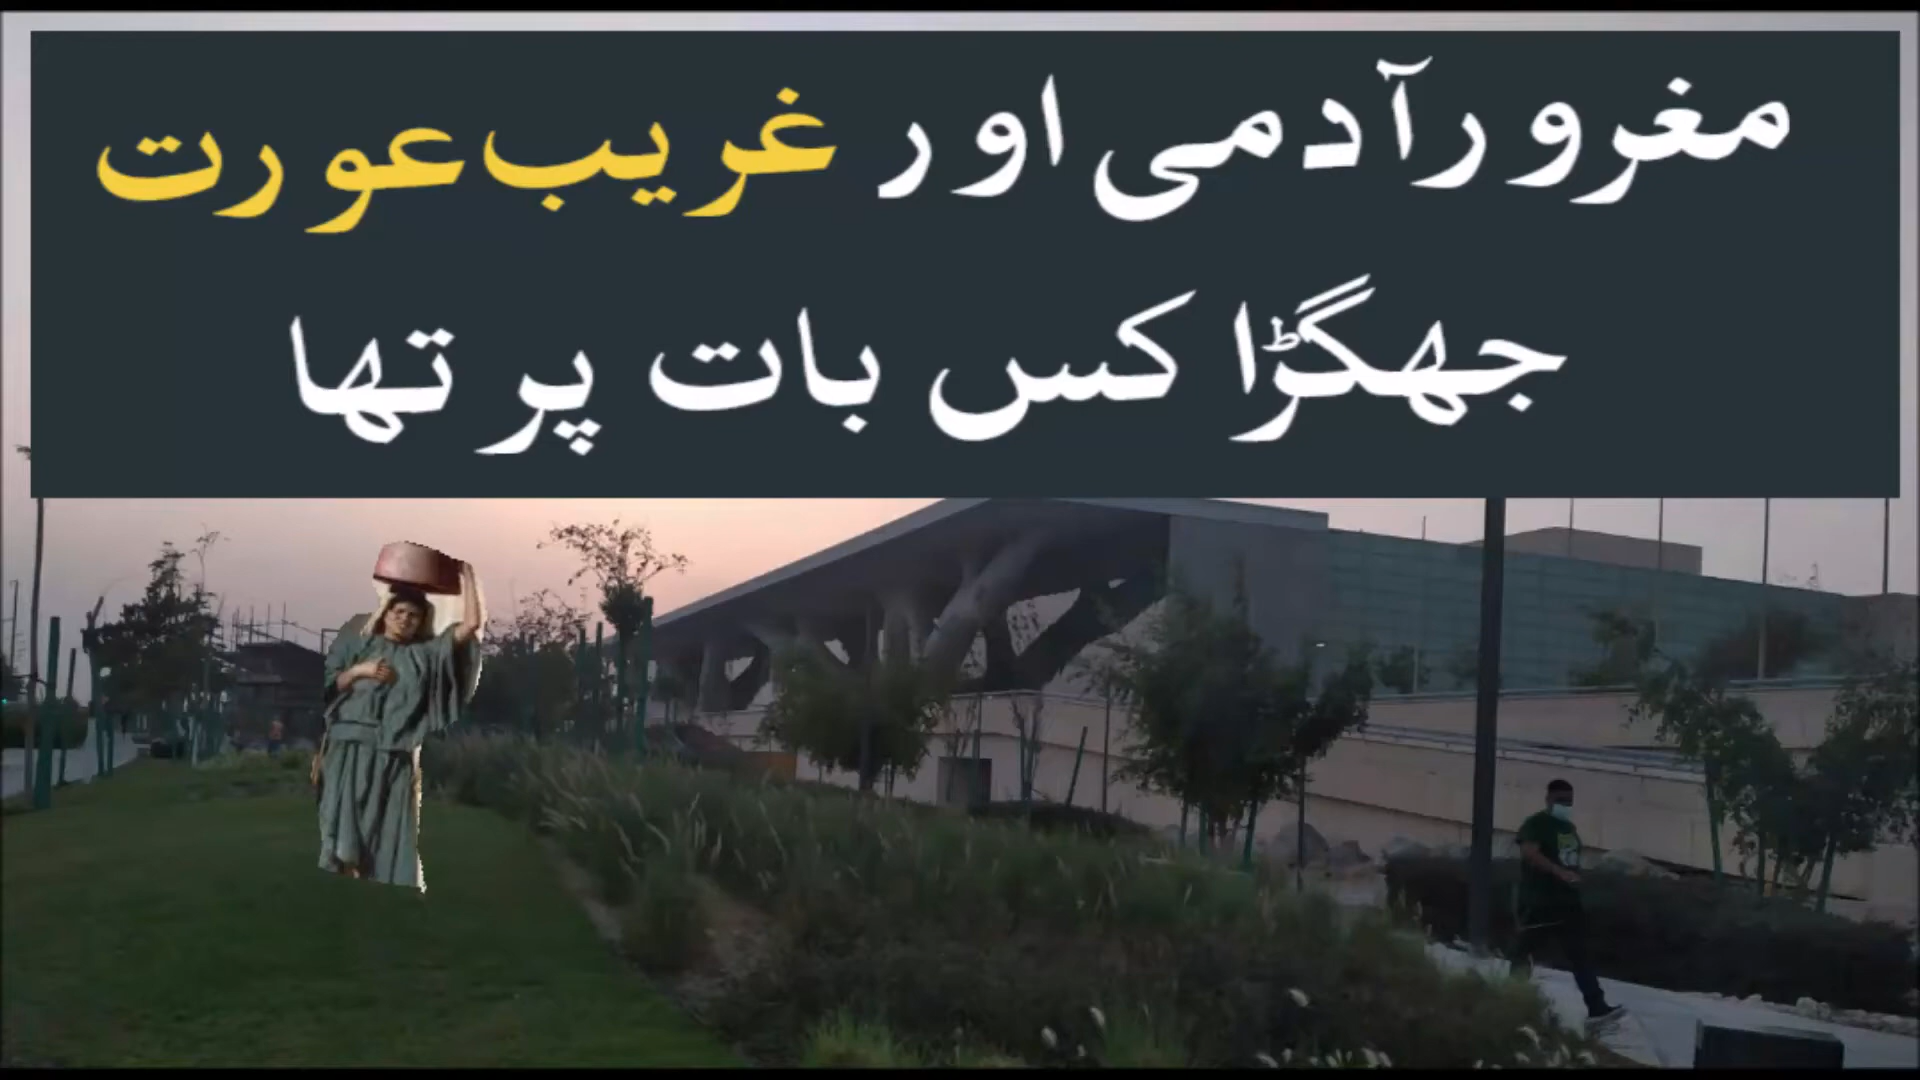 مغرور آدمی اور غریب عورت
جھگڑا کس بات پر تھا